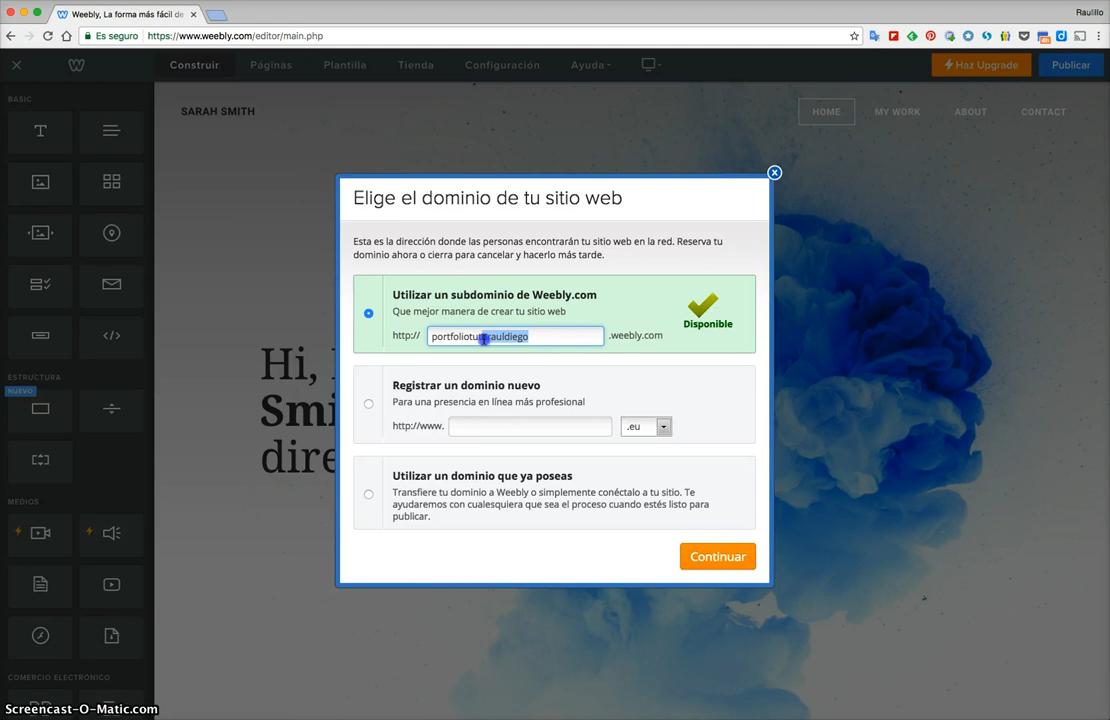 Weebly, La forma más fácil de
Raulillo
Es seguro
https://www.weebly.com/editor/main.php
Construir
Páginas
Plantilla
Tienda
Configuración
Ayuda
Haz Upgrade
Publicar
BASIC
SARAH SMITH
HOME
MY WORK
ABOUT
CONTACT
Elige el dominio de tu sitio web
Esta es la dirección donde las personas encontrarán tu sitio web en la red. Reserva tu
dominio ahora o cierra para cancelar y hacerlo más tarde.
Utilizar un subdominio de Weebly.com
Que mejor manera de crear tu sitio web
Disponible
http://
.weebly.com
Hi,
Smi
dire
ESTRUCTURA
NUEVO
Registrar un dominio nuevo
Para una presencia en línea más profesional
http://www.
.eu
Utilizar un dominio que ya poseas
Transfiere tu dominio a Weebly o simplemente conéctalo a tu sitio. Te
ayudaremos con cualesquiera que sea el proceso cuando estés listo para
publicar.
MEDIOS
Continuar
COMERCIO ELECTRÓNICO
Screencast-O-Matic.com